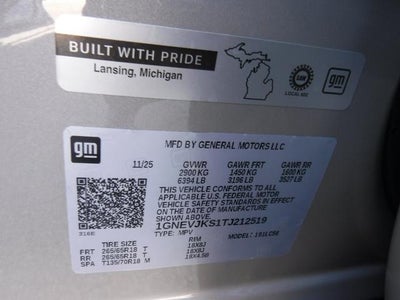 BUILT WITH PRIDE
Lansing, Michigan
UAW
LOCAL 602
gm
gm
MFD BY GENERAL MOTORS LLC
11/25 GVWR GAWR FRT GAWR RR
2900 KG 1450 KG 1600 KG
6394 LB 3196 LB 3527 LB
THIS VEHICLE CONFORMS TO ALL
APPLICABLE U.S. FEDERAL MOTOR
VEHICLE SAFETY STANDARDS IN EFFECT
ON THE DATE OF MANUFACTURE
SHOWN ABOVE.
1GNEVJKS1TJ212519
316E TYPE: MPV MODEL:
TIRE SIZE RIM
FRT 265/65R18 T 18X8J
RR 265/65R18 T 18X8J
SPA T135/70R18 M 18X4.5B